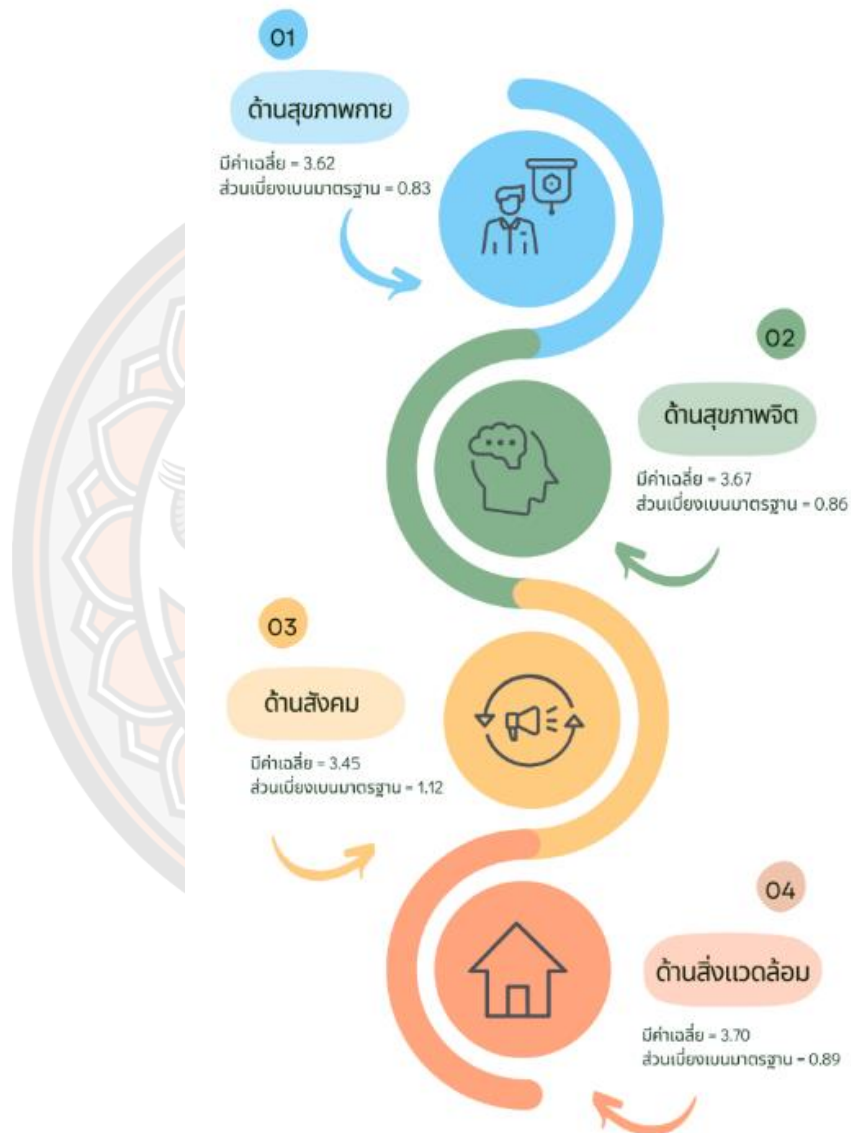 01
ด้านสุขภาพกาย
มีค่าเฉลี่ย = 3.62
ส่วนเบี่ยงเบนมาตรฐาน = 0.83
02
ด้านสุขภาพจิต
มีค่าเฉลี่ย = 3.67
ส่วนเบี่ยงเบนมาตรฐาน = 0.86
03
ด้านสังคม
มีค่าเฉลี่ย = 3.45
ส่วนเบี่ยงเบนมาตรฐาน = 1.12
04
ด้านสิ่งแวดล้อม
มีค่าเฉลี่ย = 3.70
ส่วนเบี่ยงเบนมาตรฐาน = 0.89